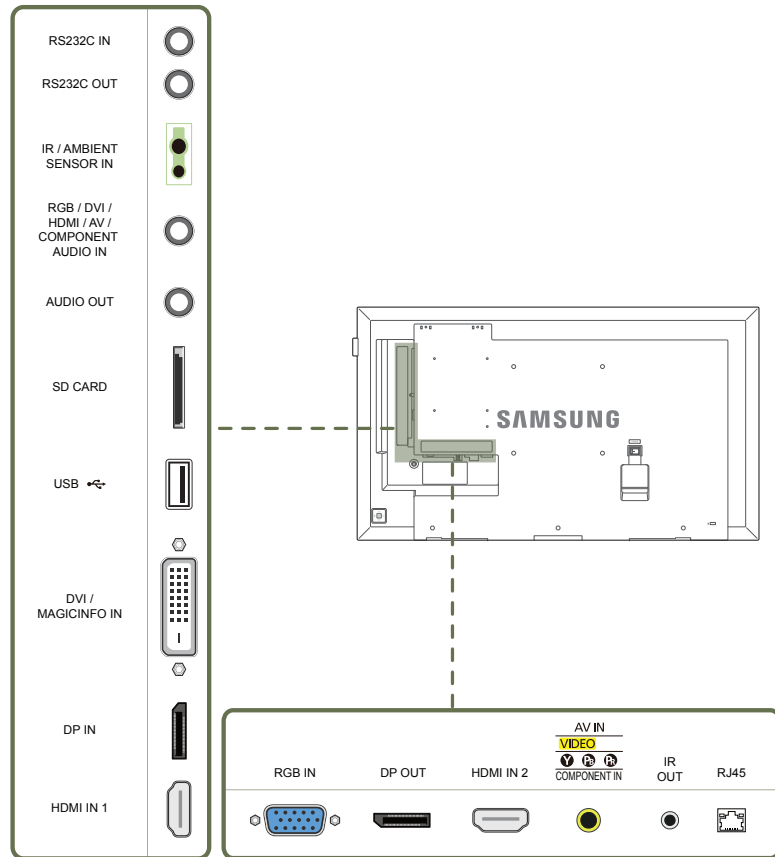 RS232C IN
RS232C OUT
IR / AMBIENT
SENSOR IN
RGB / DVI /
HDMI / AV /
COMPONENT
AUDIO IN
AUDIO OUT
SD CARD
USB
DVI /
MAGICINFO IN
DP IN
HDMI IN 1
SAMSUNG
RGB IN
DP OUT
HDMI IN 2
AV IN
VIDEO
Y PB PR
COMPONENT IN
IR
OUT
RJ45